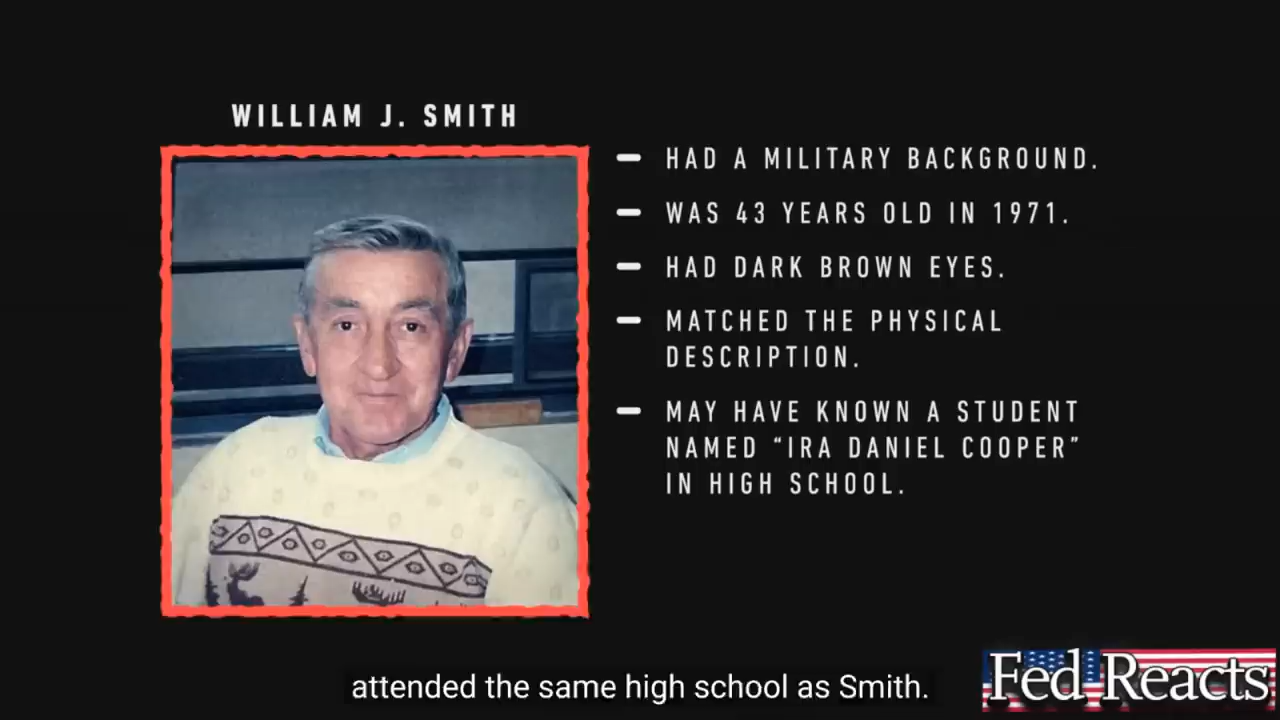 WILLIAM J. SMITH
– HAD A MILITARY BACKGROUND.
– WAS 43 YEARS OLD IN 1971.
– HAD DARK BROWN EYES.
– MATCHED THE PHYSICAL
DESCRIPTION.
– MAY HAVE KNOWN A STUDENT
NAMED “IRA DANIEL COOPER”
IN HIGH SCHOOL.
attended the same high school as Smith.
Fed Reacts